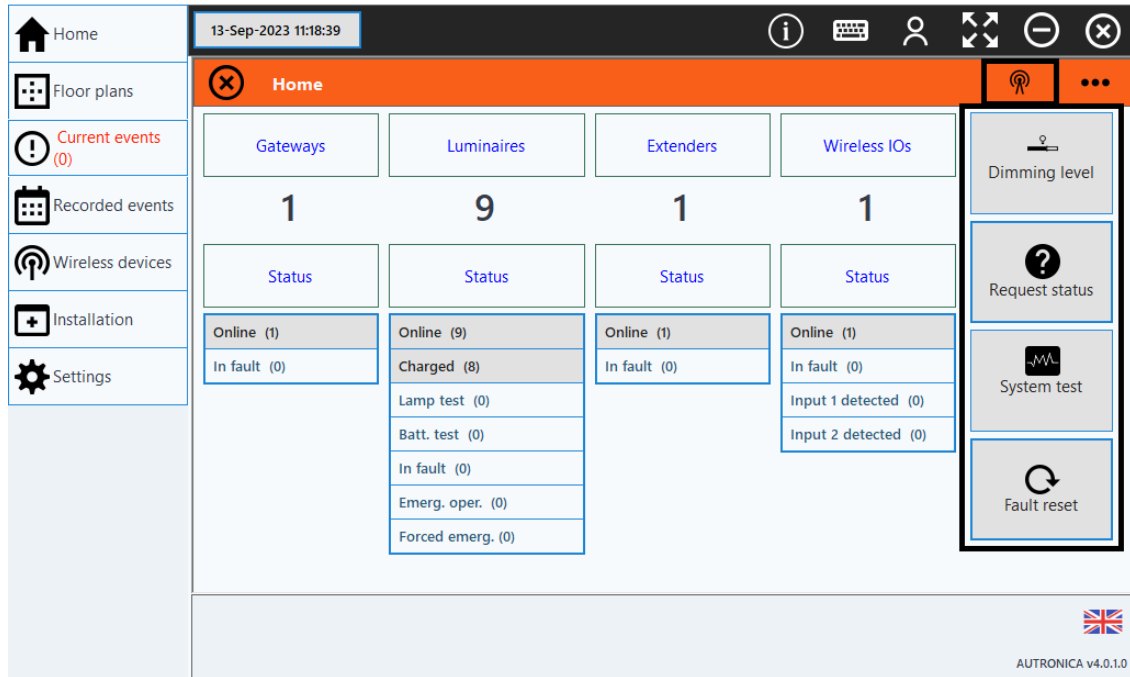 Home
Floor plans
Current events
(0)
Recorded events
Wireless devices
Installation
Settings
13-Sep-2023 11:18:39
Home
Gateways
1
Status
Online (1)
In fault (0)
Luminaires
9
Status
Online (9)
Charged (8)
Lamp test (0)
Batt. test (0)
In fault (0)
Emerg. oper. (0)
Forced emerg. (0)
Extenders
1
Status
Online (1)
In fault (0)
Wireless IOs
1
Status
Online (1)
In fault (0)
Input 1 detected (0)
Input 2 detected (0)
Dimming level
Request status
System test
Fault reset
AUTRONICA v4.0.1.0